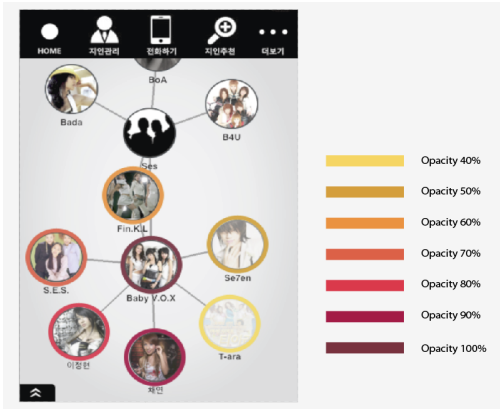 HOME 지인관리 전화하기 지인추천 더보기
BoA
Bada
B4U
Ses
Fin.K.L
Se7en
S.E.S.
Baby V.O.X
T-ara
이정현
채연
Opacity 40%
Opacity 50%
Opacity 60%
Opacity 70%
Opacity 80%
Opacity 90%
Opacity 100%